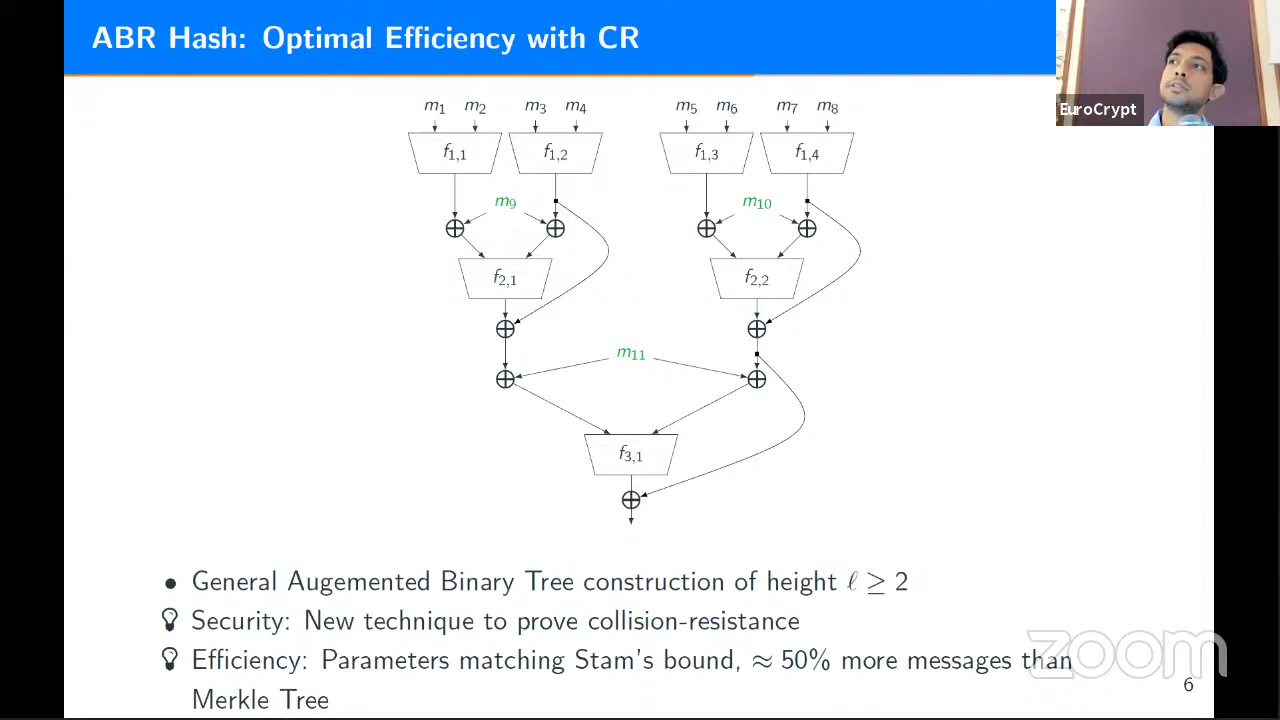 ABR Hash: Optimal Efficiency with CR
EuroCrypt
m1 m2 m3 m4 m5 m6 m7 m8
f1,1 f1,2 f1,3 f1,4
m9 m10
f2,1 f2,2
m11
f3,1
• General Augemented Binary Tree construction of height ℓ ≥ 2
Security: New technique to prove collision-resistance
Efficiency: Parameters matching Stam's bound, ≈ 50% more messages than
Merkle Tree
zoom
6